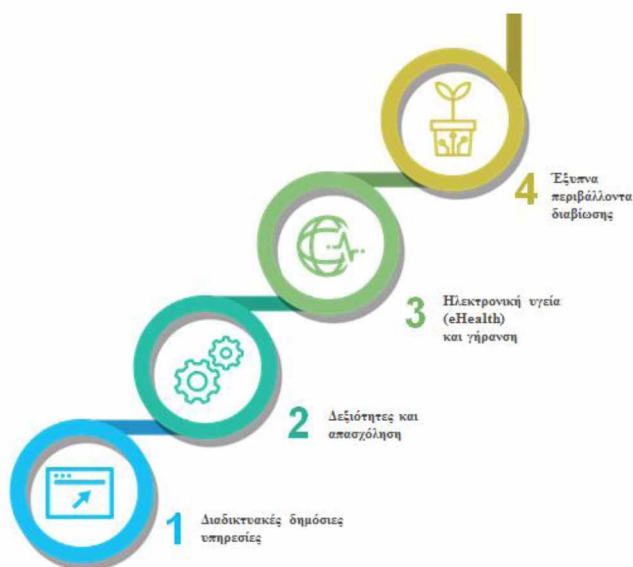 4
Έξυπνα
περιβάλλοντα
διαβίωσης
3
Ηλεκτρονική υγεία
(eHealth)
και γήρανση
2
Δεξιότητες και
απασχόληση
1
Διαδικτυακές δημόσιες
υπηρεσίες